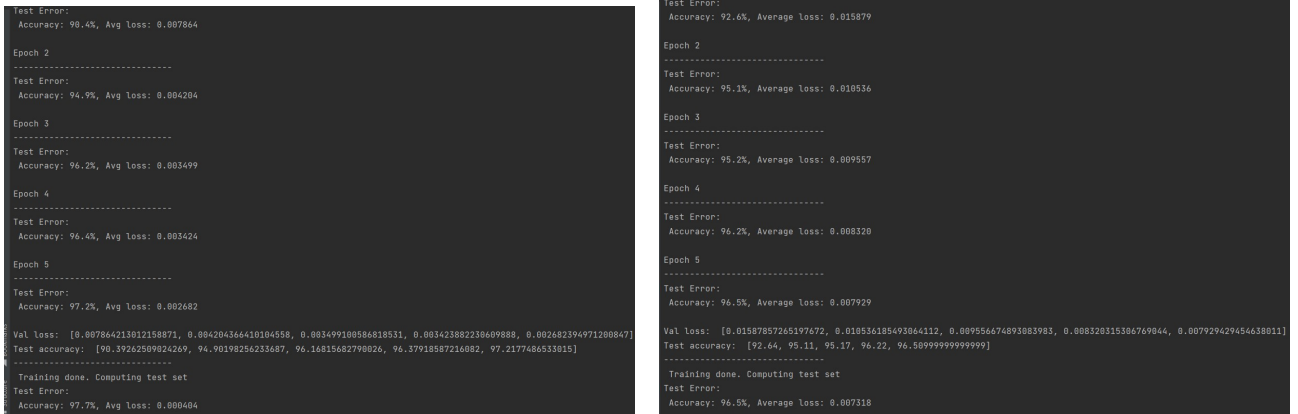 Test Error:
Accuracy: 90.4%, Avg loss: 0.007864
Epoch 2
-------------------------------
Test Error:
Accuracy: 94.9%, Avg loss: 0.004204
Epoch 3
-------------------------------
Test Error:
Accuracy: 96.2%, Avg loss: 0.003499
Epoch 4
-------------------------------
Test Error:
Accuracy: 96.4%, Avg loss: 0.003424
Epoch 5
-------------------------------
Test Error:
Accuracy: 97.2%, Avg loss: 0.002682
Val loss: [0.007864213012158871, 0.004204366410104558, 0.003499100586818531, 0.003423882230609888, 0.002682394971200847]
Test accuracy: [90.39262509024269, 94.90198256233687, 96.16815682790026, 96.37918587216082, 97.2177486533015]
-------------------------------
Training done. Computing test set
Test Error:
Accuracy: 97.7%, Avg loss: 0.000404
Test Error:
Accuracy: 92.6%, Average loss: 0.015879
Epoch 2
-------------------------------
Test Error:
Accuracy: 95.1%, Average loss: 0.010536
Epoch 3
-------------------------------
Test Error:
Accuracy: 95.2%, Average loss: 0.009557
Epoch 4
-------------------------------
Test Error:
Accuracy: 96.2%, Average loss: 0.008320
Epoch 5
-------------------------------
Test Error:
Accuracy: 96.5%, Average loss: 0.007929
Val loss: [0.01587857265197672, 0.010536185493064112, 0.009556674893083983, 0.008320315306769044, 0.007929429454638011]
Test accuracy: [92.64, 95.11, 95.17, 96.22, 96.50999999999999]
-------------------------------
Training done. Computing test set
Test Error:
Accuracy: 96.5%, Average loss: 0.007318